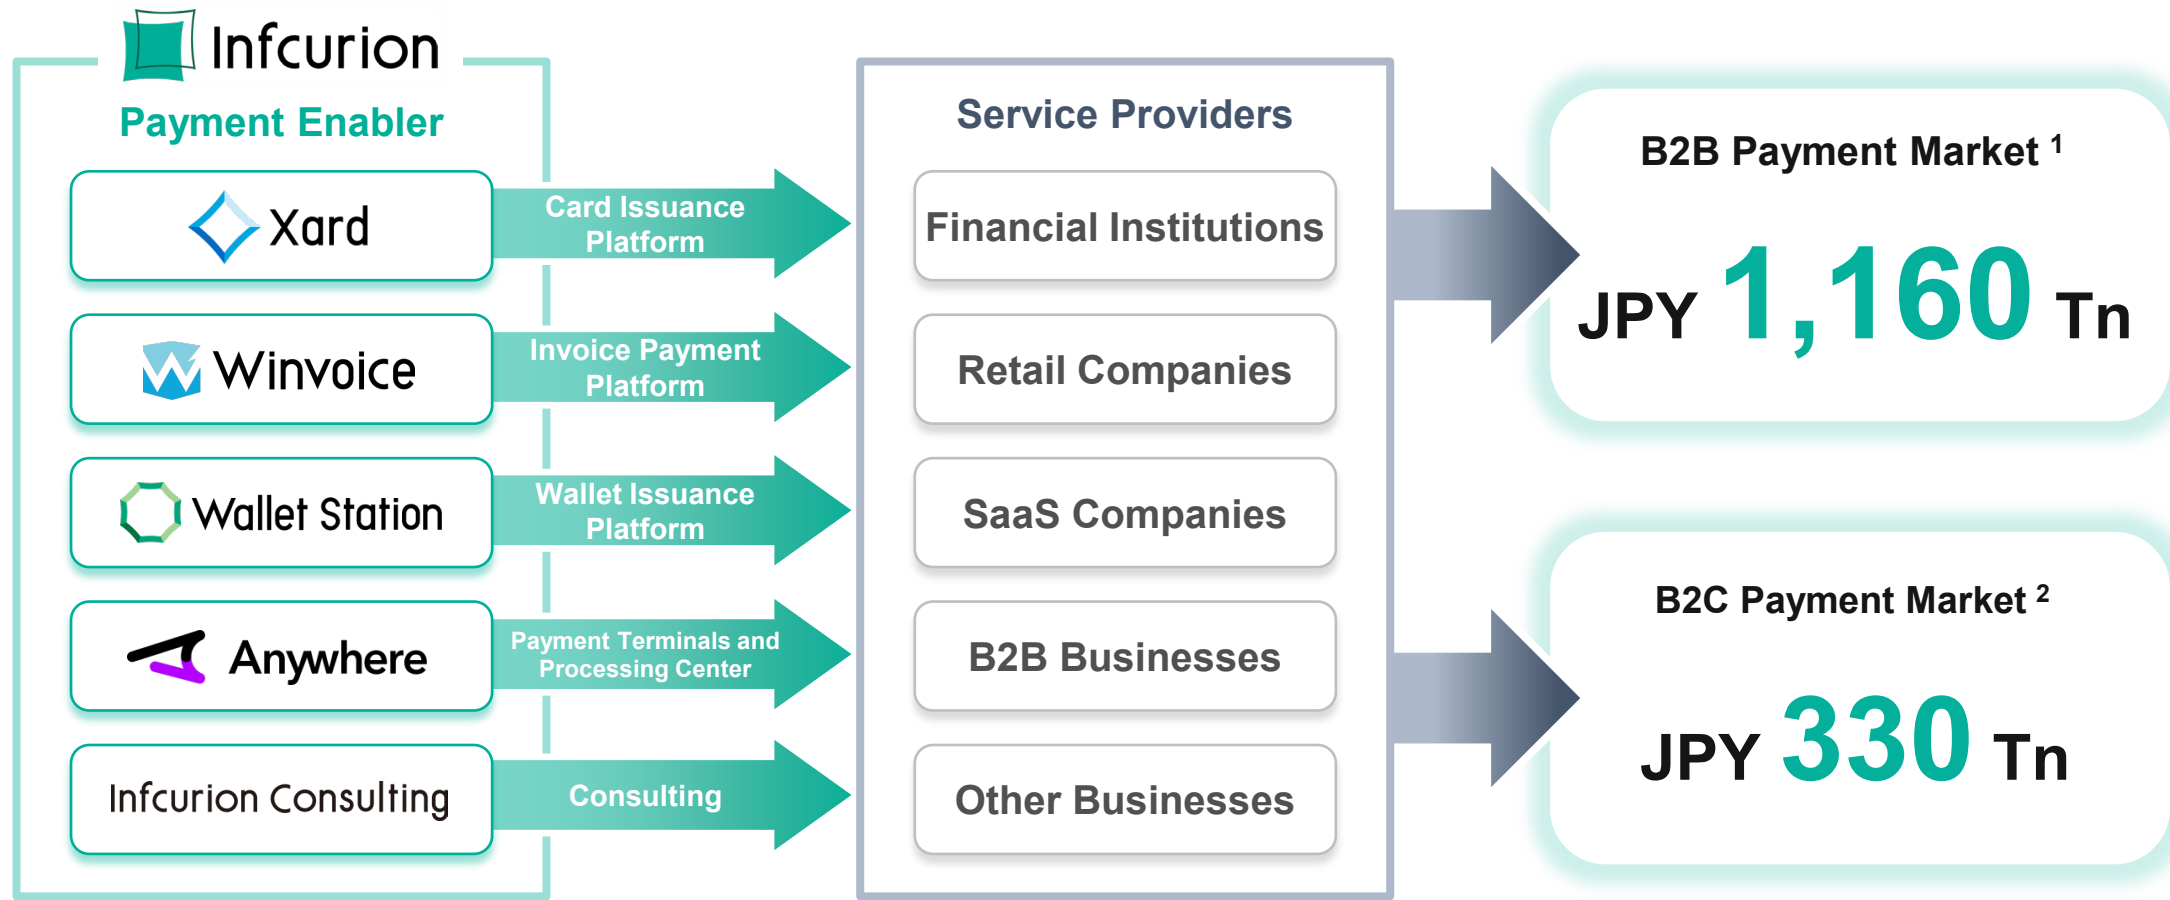 Infcurion
Payment Enabler
Xard
Card Issuance
Platform
Winvoice
Invoice Payment
Platform
Wallet Station
Wallet Issuance
Platform
Anywhere
Payment Terminals and
Processing Center
Infcurion Consulting
Consulting
Service Providers
Financial Institutions
Retail Companies
SaaS Companies
B2B Businesses
Other Businesses
B2B Payment Market 1
JPY 1,160 Tn
B2C Payment Market 2
JPY 330 Tn